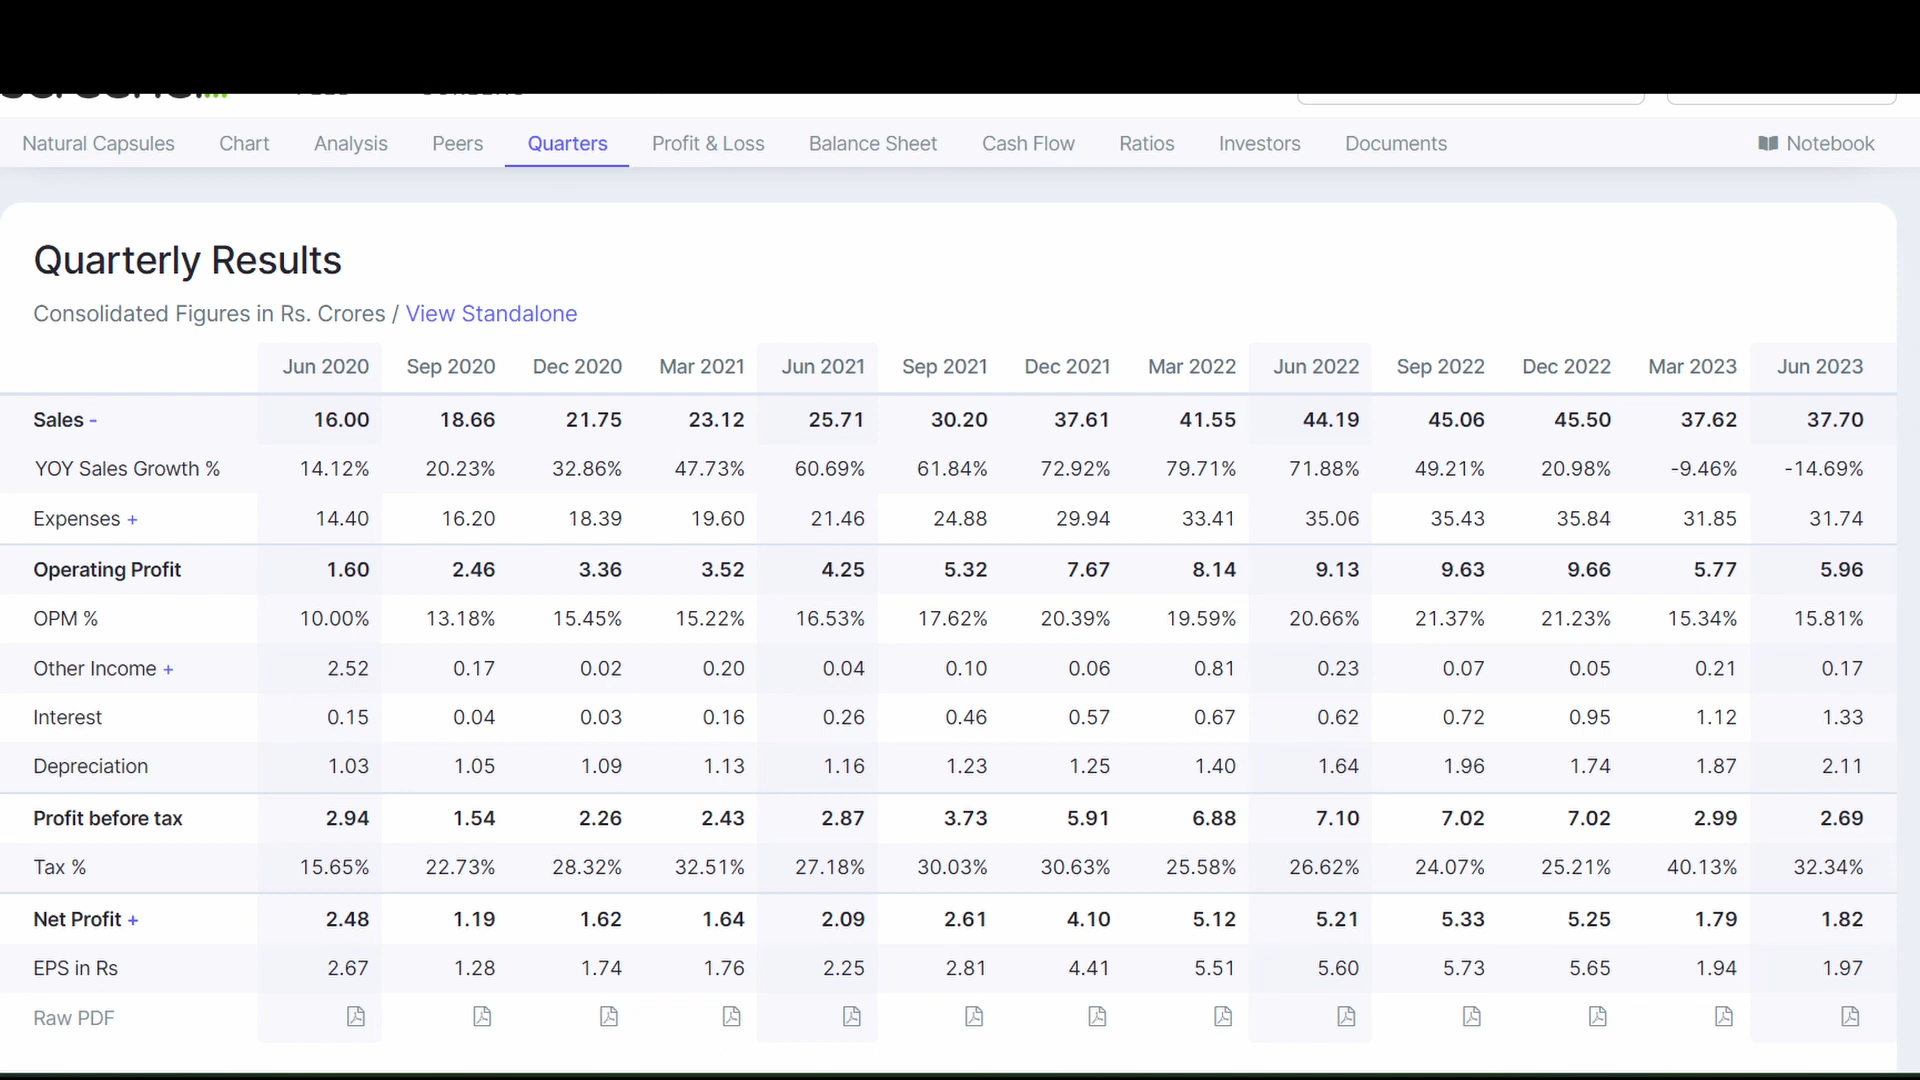 Natural Capsules Chart Analysis Peers Quarters Profit & Loss Balance Sheet Cash Flow Ratios Investors Documents Notebook
Quarterly Results
Consolidated Figures in Rs. Crores / View Standalone
Jun 2020 Sep 2020 Dec 2020 Mar 2021 Jun 2021 Sep 2021 Dec 2021 Mar 2022 Jun 2022 Sep 2022 Dec 2022 Mar 2023 Jun 2023
Sales - 16.00 18.66 21.75 23.12 25.71 30.20 37.61 41.55 44.19 45.06 45.50 37.62 37.70
YOY Sales Growth % 14.12% 20.23% 32.86% 47.73% 60.69% 61.84% 72.92% 79.71% 71.88% 49.21% 20.98% -9.46% -14.69%
Expenses + 14.40 16.20 18.39 19.60 21.46 24.88 29.94 33.41 35.06 35.43 35.84 31.85 31.74
Operating Profit 1.60 2.46 3.36 3.52 4.25 5.32 7.67 8.14 9.13 9.63 9.66 5.77 5.96
OPM % 10.00% 13.18% 15.45% 15.22% 16.53% 17.62% 20.39% 19.59% 20.66% 21.37% 21.23% 15.34% 15.81%
Other Income + 2.52 0.17 0.02 0.20 0.04 0.10 0.06 0.81 0.23 0.07 0.05 0.21 0.17
Interest 0.15 0.04 0.03 0.16 0.26 0.46 0.57 0.67 0.62 0.72 0.95 1.12 1.33
Depreciation 1.03 1.05 1.09 1.13 1.16 1.23 1.25 1.40 1.64 1.96 1.74 1.87 2.11
Profit before tax 2.94 1.54 2.26 2.43 2.87 3.73 5.91 6.88 7.10 7.02 7.02 2.99 2.69
Tax % 15.65% 22.73% 28.32% 32.51% 27.18% 30.03% 30.63% 25.58% 26.62% 24.07% 25.21% 40.13% 32.34%
Net Profit + 2.48 1.19 1.62 1.64 2.09 2.61 4.10 5.12 5.21 5.33 5.25 1.79 1.82
EPS in Rs 2.67 1.28 1.74 1.76 2.25 2.81 4.41 5.51 5.60 5.73 5.65 1.94 1.97
Raw PDF